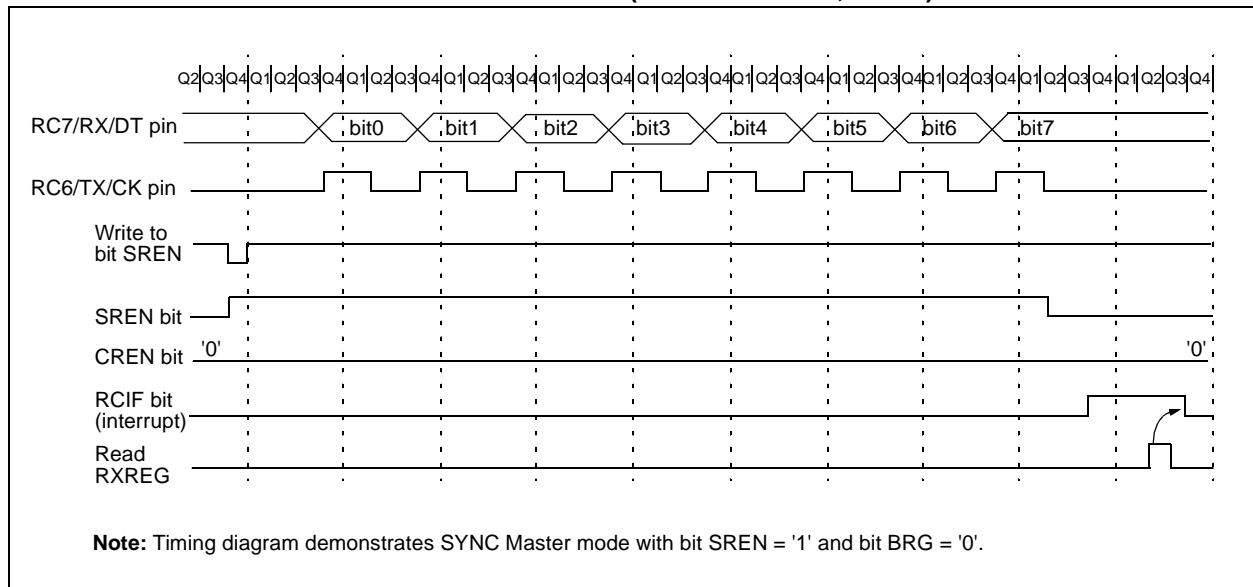 Q2 Q3 Q4 Q1 Q2 Q3 Q4 Q1 Q2 Q3 Q4 Q1 Q2 Q3 Q4 Q1 Q2 Q3 Q4 Q1 Q2 Q3 Q4 Q1 Q2 Q3 Q4 Q1 Q2 Q3 Q4 Q1 Q2 Q3 Q4 Q1 Q2 Q3 Q4 Q1 Q2 Q3 Q4
RC7/RX/DT pin bit0 bit1 bit2 bit3 bit4 bit5 bit6 bit7
RC6/TX/CK pin
Write to
bit SREN
SREN bit
CREN bit '0' '0'
RCIF bit
(interrupt)
Read
RXREG
Note: Timing diagram demonstrates SYNC Master mode with bit SREN = '1' and bit BRG = '0'.